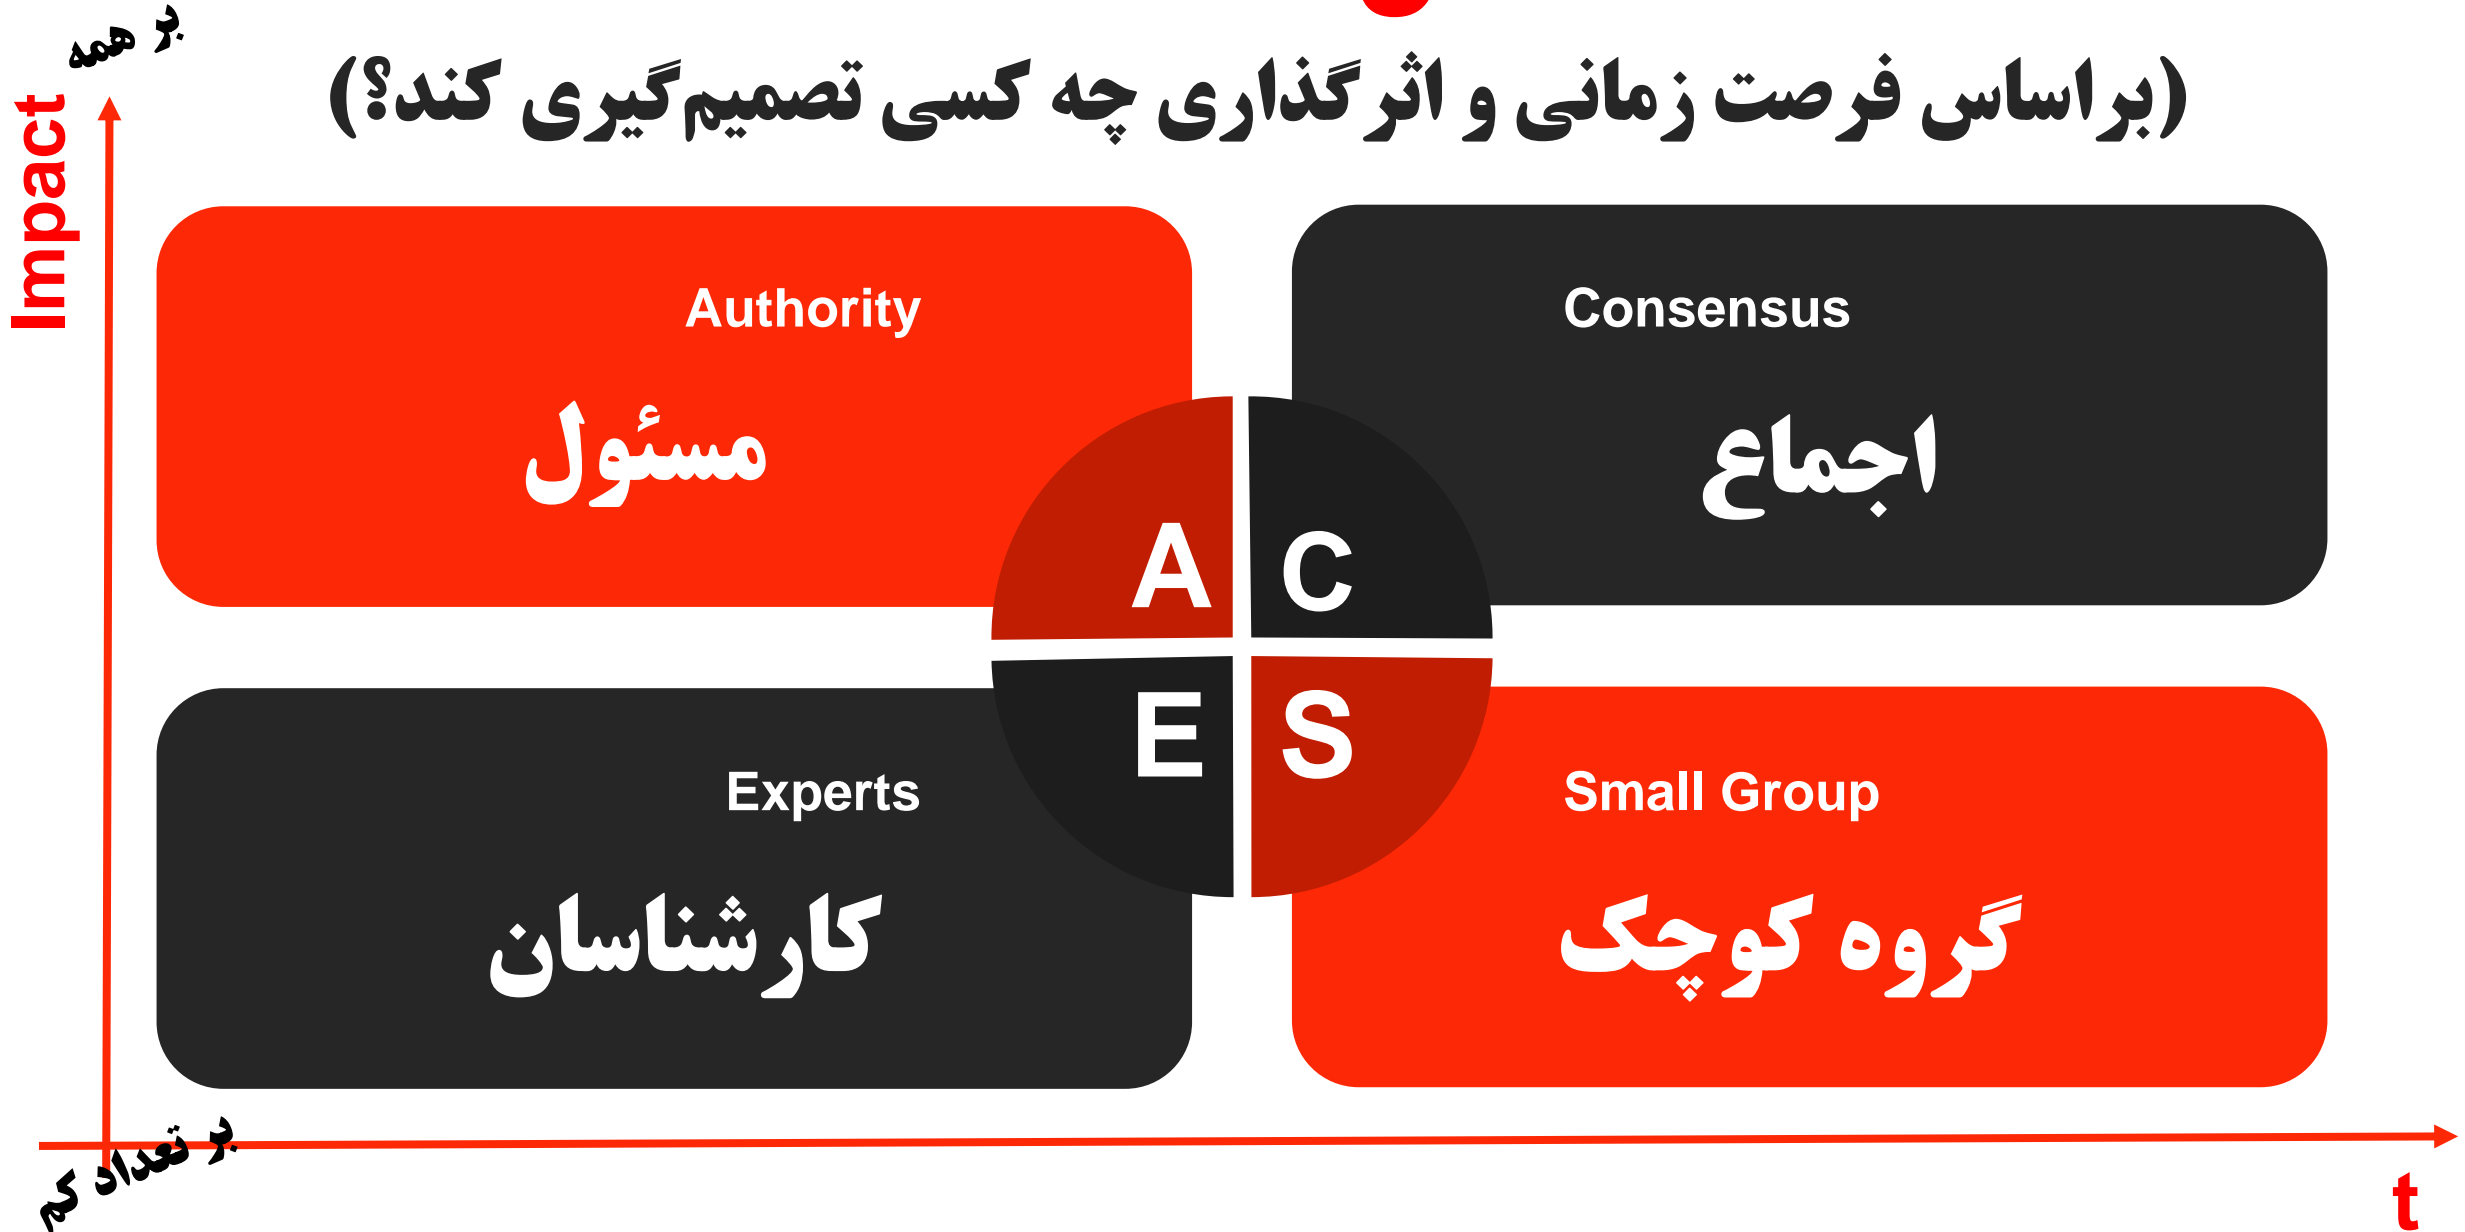 بر همه
(براساس فرصت زمانی و اثرگذاری چه کسی تصمیم‌گیری کند؟)
Impact
Authority
مسئول
Consensus
اجماع
A
C
E
S
Experts
کارشناسان
Small Group
گروه کوچک
بر تعداد کم
t